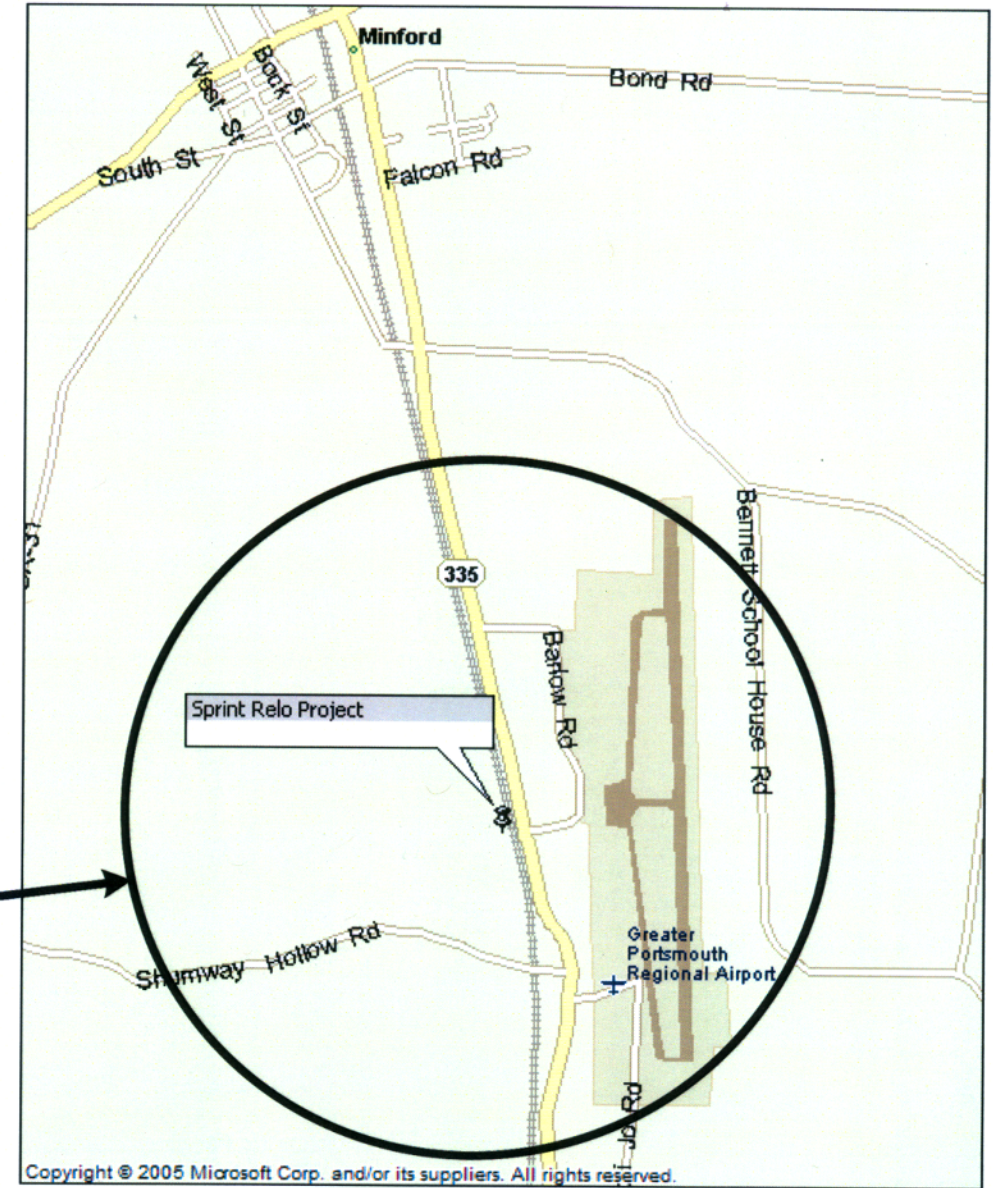 Minford
Bond Rd
West St
Bock St
South St
Falcon Rd
335
Bennett School House Rd
Barlow Rd
Sprint Relo Project
Greater
Portsmouth
Regional Airport
Shumway Hollow Rd
Rd
Copyright © 2005 Microsoft Corp. and/or its suppliers. All rights reserved.